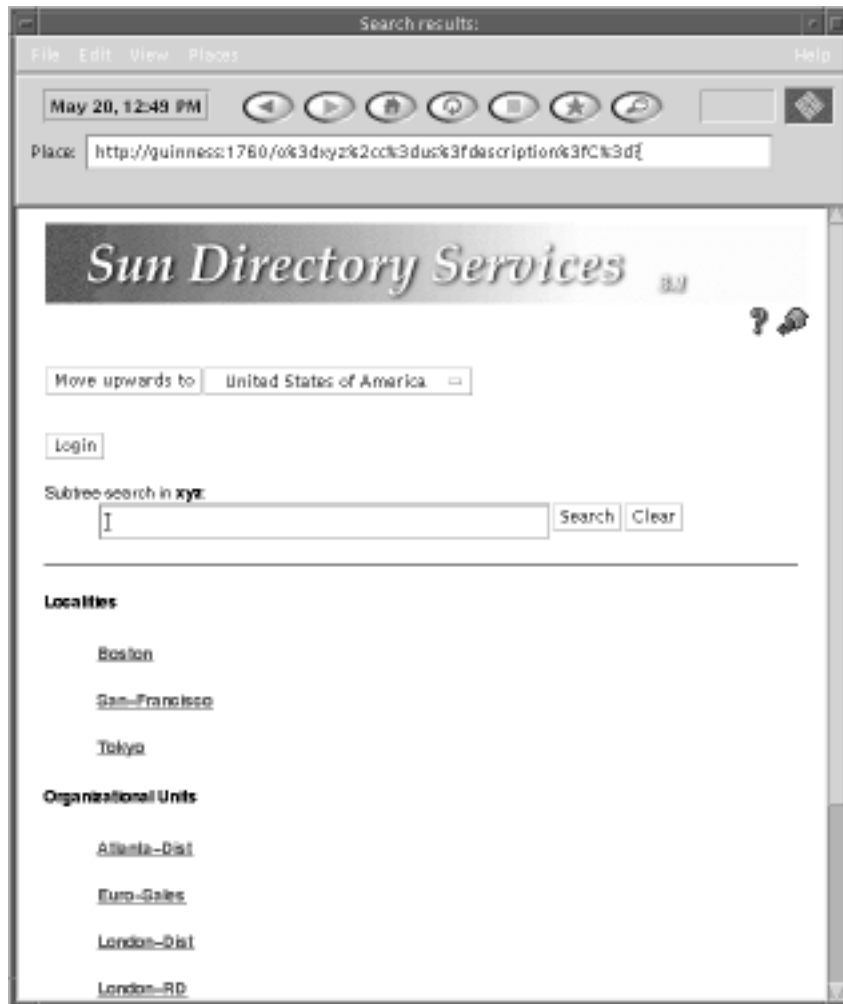 Search results:
File Edit View Places Help
May 20, 12:49 PM
Place: http://guinness:1760/o%3dxyz%2cc%3dus%3fdescription%3fC%3d
Sun Directory Services
?
Move upwards to United States of America
Login
Subtree search in xyz:
Search Clear
Localities
Boston
San-Francisco
Tokyo
Organizational Units
Atlanta-Dist
Euro-Sales
London-Dist
London-RD